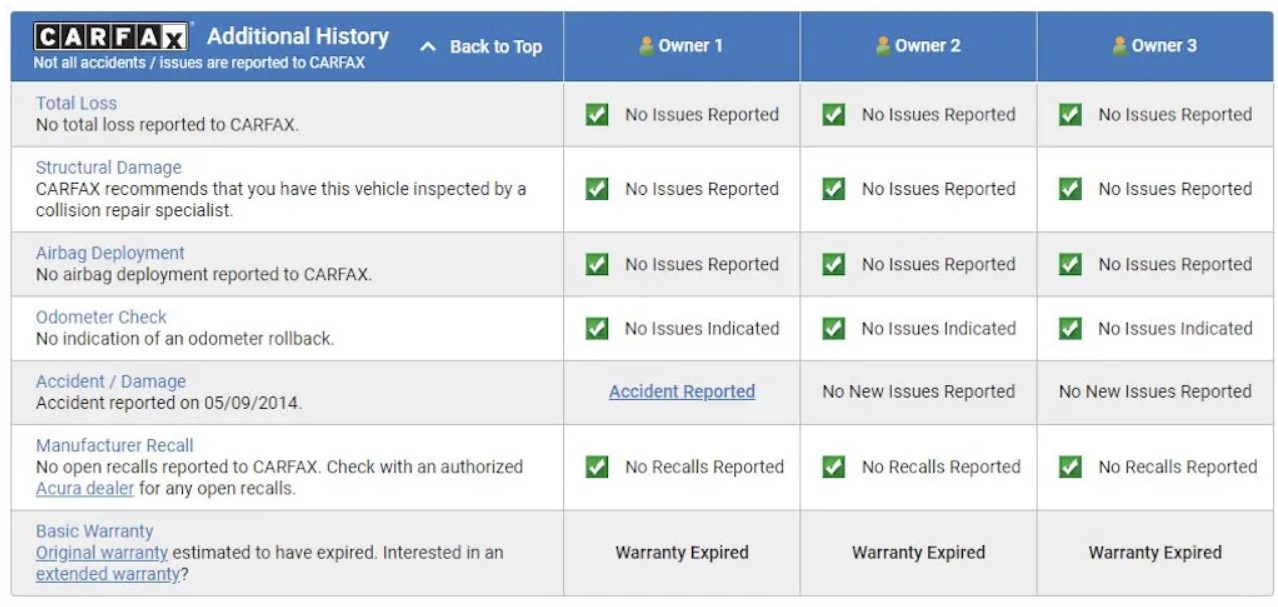 CARFAX® Additional History ^ Back to Top Owner 1 Owner 2 Owner 3
Not all accidents / issues are reported to CARFAX
Total Loss
No total loss reported to CARFAX.
No Issues Reported No Issues Reported No Issues Reported
Structural Damage
CARFAX recommends that you have this vehicle inspected by a
collision repair specialist.
No Issues Reported No Issues Reported No Issues Reported
Airbag Deployment
No airbag deployment reported to CARFAX.
No Issues Reported No Issues Reported No Issues Reported
Odometer Check
No indication of an odometer rollback.
No Issues Indicated No Issues Indicated No Issues Indicated
Accident / Damage
Accident reported on 05/09/2014.
Accident Reported No New Issues Reported No New Issues Reported
Manufacturer Recall
No open recalls reported to CARFAX. Check with an authorized
Acura dealer for any open recalls.
No Recalls Reported No Recalls Reported No Recalls Reported
Basic Warranty
Original warranty estimated to have expired. Interested in an
extended warranty?
Warranty Expired Warranty Expired Warranty Expired